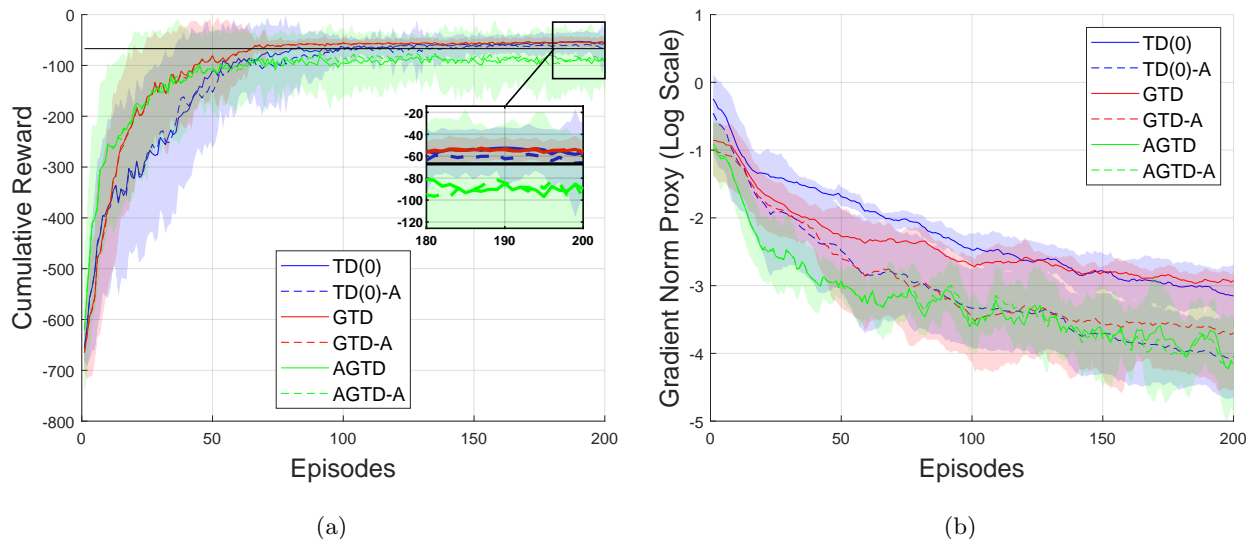 0
-100
-200
-300
-400
-500
-600
-700
-800
0
50
100
150
200
Cumulative Reward
Episodes
-20
-40
-60
-80
-100
-120
180
190
200
TD(0)
TD(0)-A
GTD
GTD-A
AGTD
AGTD-A
(a)
1
0
-1
-2
-3
-4
-5
0
50
100
150
200
Gradient Norm Proxy (Log Scale)
Episodes
TD(0)
TD(0)-A
GTD
GTD-A
AGTD
AGTD-A
(b)